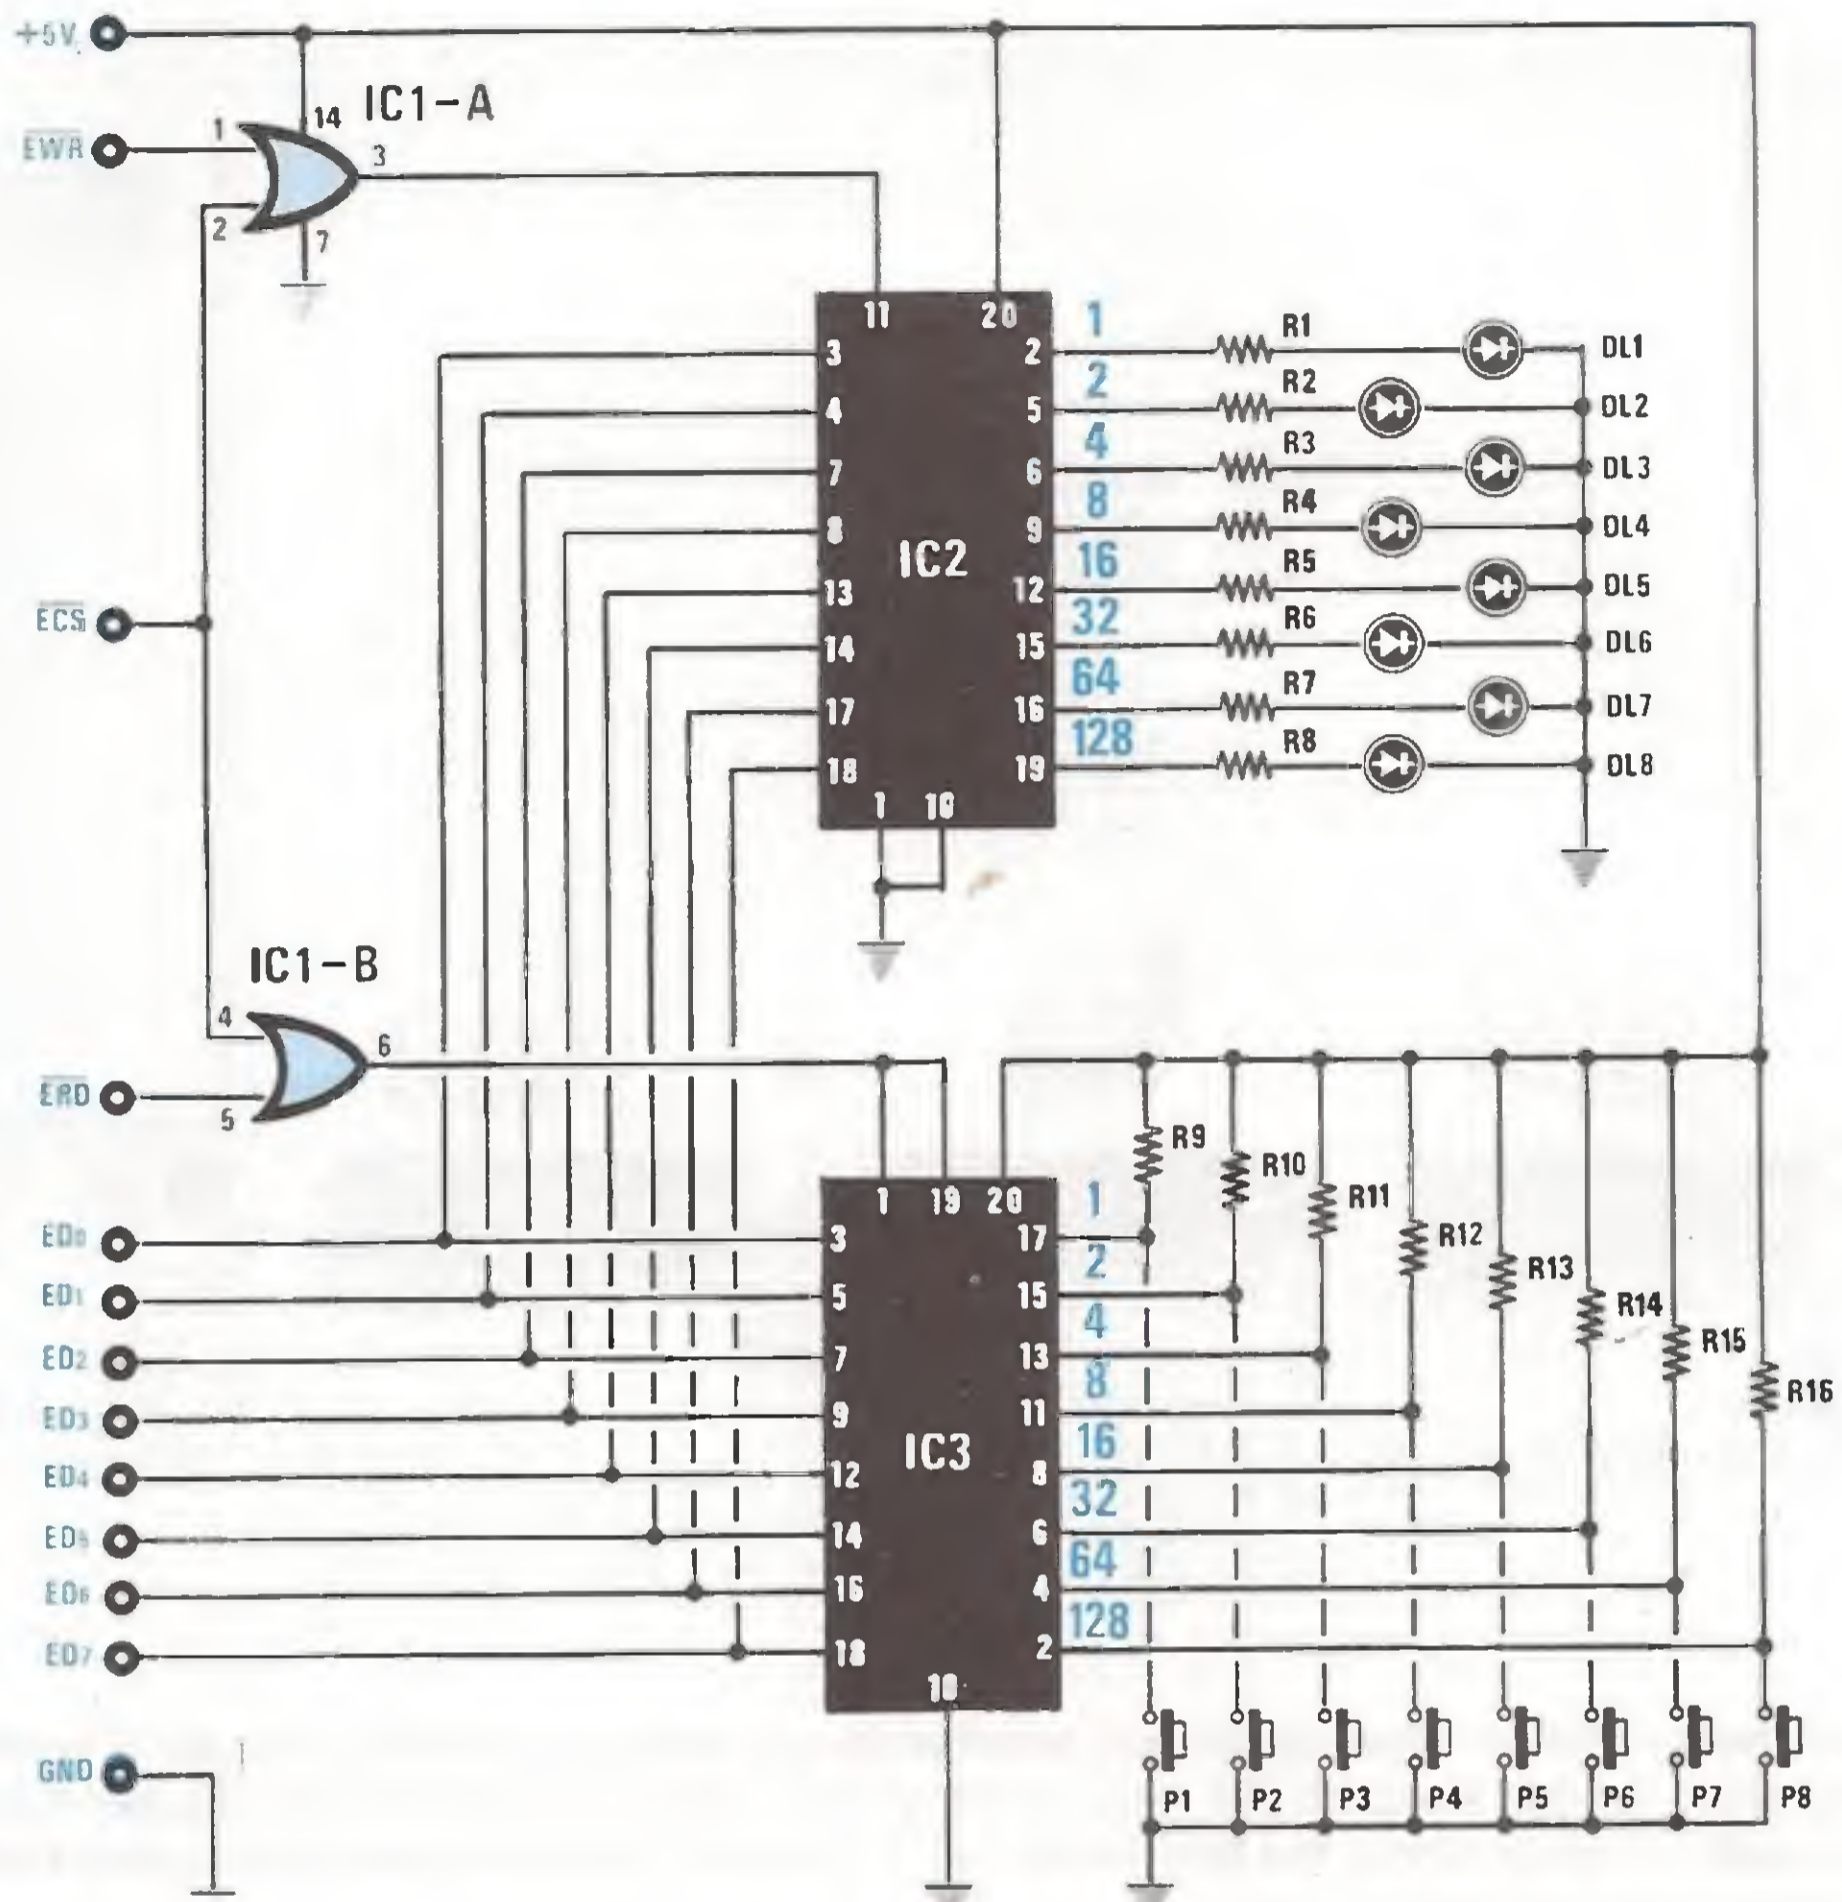 +5V
IC1-A
14
1
EWR
3
2
7
11
20
1
R1
3
2
DL1
2
R2
4
5
DL2
4
R3
7
6
DL3
8
R4
8
9
DL4
IC2
16
R5
13
12
DL5
ECS
32
R6
14
15
DL6
64
R7
17
16
DL7
128
R8
18
19
DL8
1
10
IC1-B
4
6
ERD
5
R9
R10
R11
R12
R13
R14
R15
R16
1
19
20
1
ED0
3
17
2
ED1
5
15
4
ED2
7
13
8
ED3
9
11
IC3
16
ED4
12
8
32
ED5
14
6
64
ED6
16
4
128
ED7
18
2
10
GND
P1
P2
P3
P4
P5
P6
P7
P8